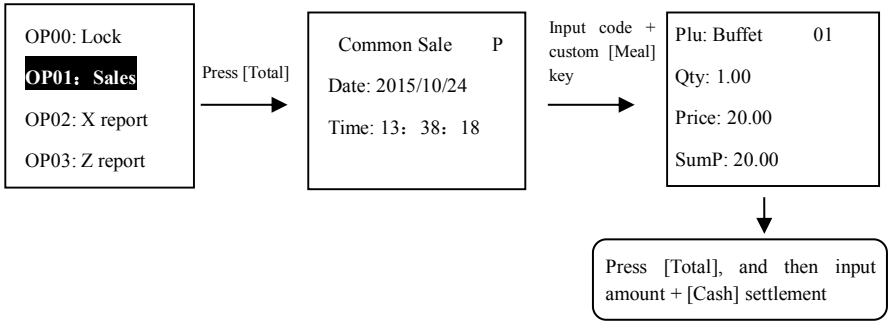 OP00: Lock
OP01：Sales
OP02: X report
OP03: Z report
Press [Total]
Common Sale P
Date: 2015/10/24
Time: 13：38：18
Input code +
custom [Meal]
key
Plu: Buffet 01
Qty: 1.00
Price: 20.00
SumP: 20.00
Press [Total], and then input
amount + [Cash] settlement